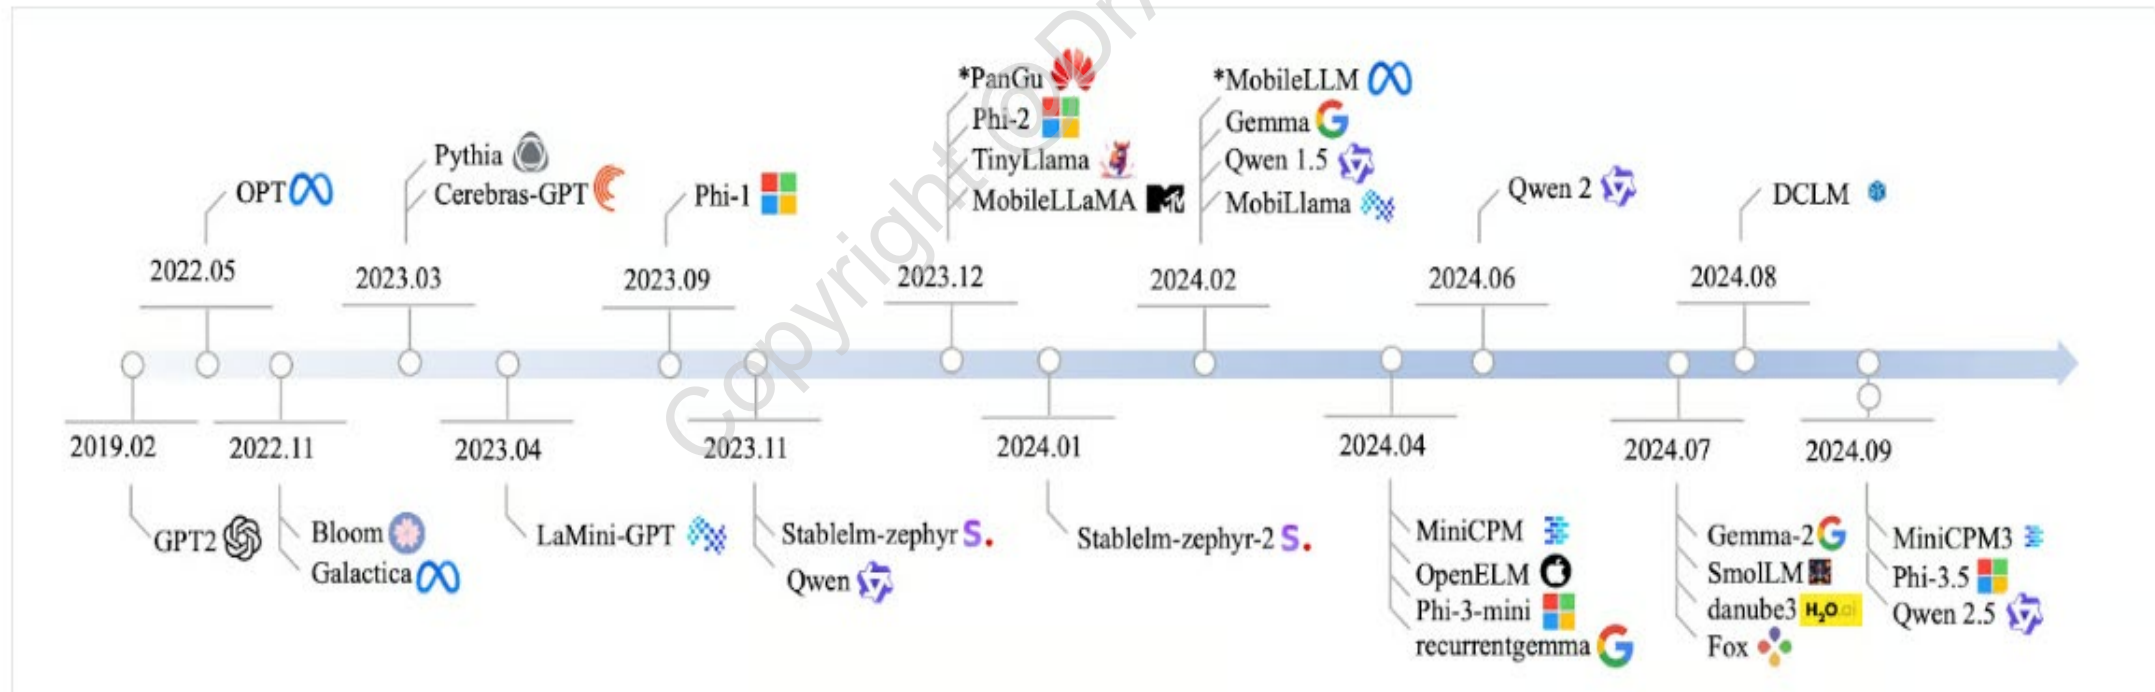 *PanGu
Phi-2
TinyLlama
MobileLLaMA
*MobileLLM
Gemma
Qwen 1.5
MobiLlama
Pythia
Cerebras-GPT
OPT
Phi-1
Qwen 2
DCLM
2022.05
2023.03
2023.09
2023.12
2024.02
2024.06
2024.08
2019.02
2022.11
2023.04
2023.11
2024.01
2024.04
2024.07
2024.09
GPT2
Bloom
Galactica
LaMini-GPT
Stablelm-zephyr S.
Qwen
Stablelm-zephyr-2 S.
MiniCPM
OpenELM
Phi-3-mini
recurrentgemma
Gemma-2
SmolLM
danube3 H₂O.ai
Fox
MiniCPM3
Phi-3.5
Qwen 2.5
Copyright ©